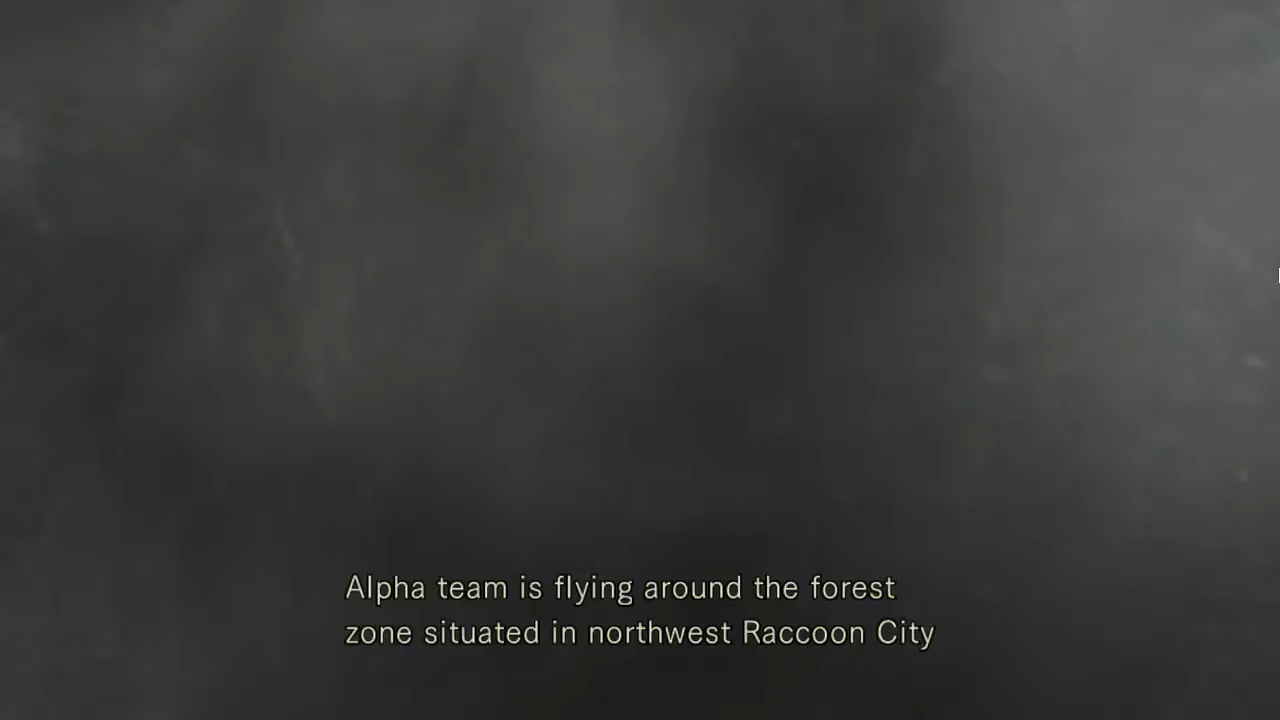 Alpha team is flying around the forest
zone situated in northwest Raccoon City